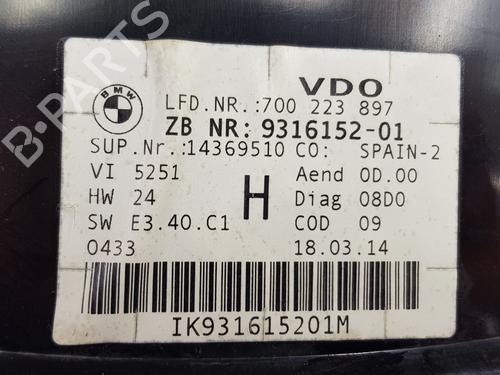 BMW
VDO
LFD.NR.:700 223 897
ZB NR: 9316152-01
SUP.Nr.:14369510 CO: SPAIN-2
VI 5251 Aend 0D.00
HW 24 H Diag 08D0
SW E3.40.C1 COD 09
0433 18.03.14
IK931615201M
B-PARTS